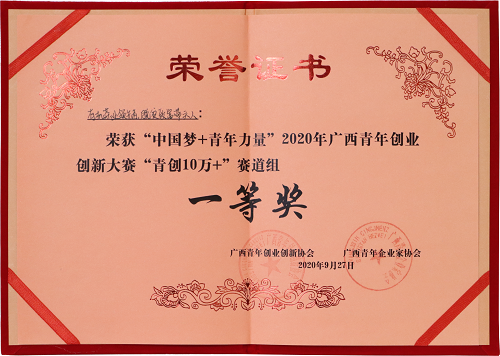 荣誉证书
荣获“中国梦+青年力量”2020年广西青年创业
创新大赛“青创10万+”赛道组
一等奖
广西青年创业创新协会 广西青年企业家协会
2020年9月27日